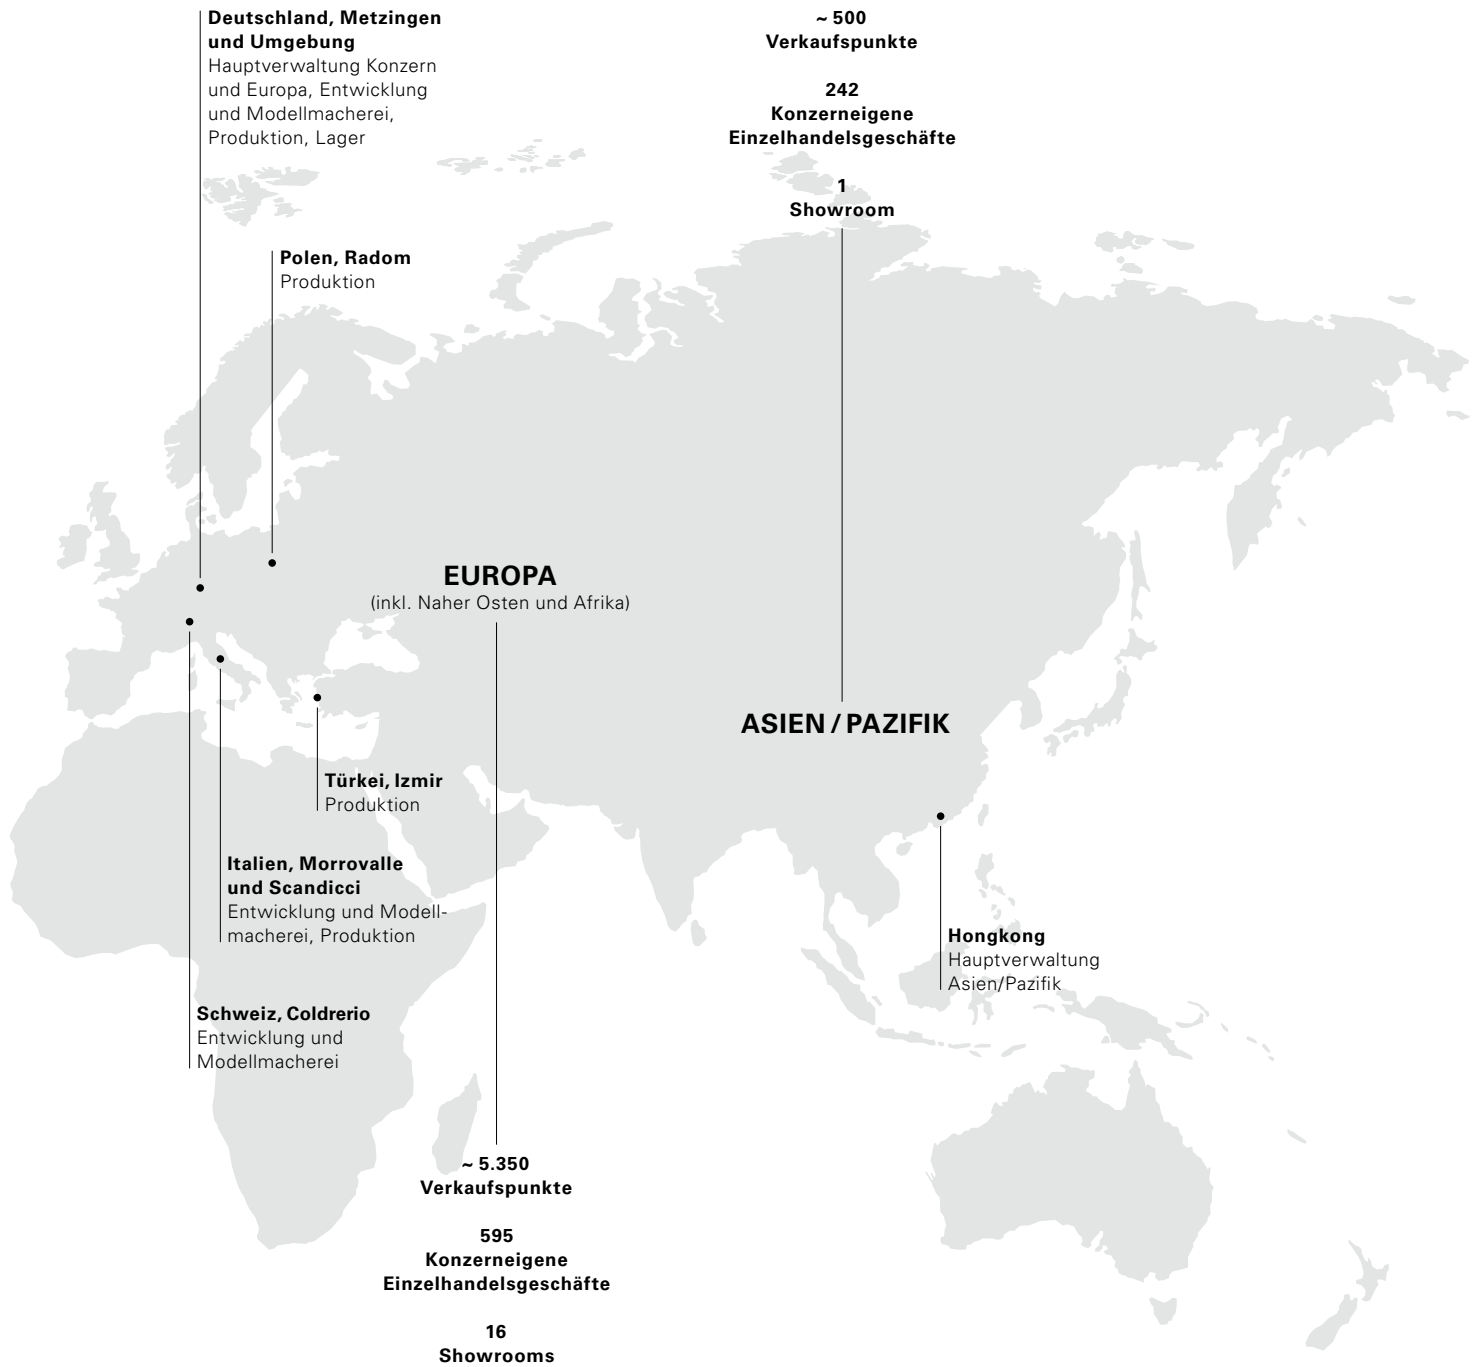 Deutschland, Metzingen
und Umgebung
Hauptverwaltung Konzern
und Europa, Entwicklung
und Modellmacherei,
Produktion, Lager
~ 500
Verkaufspunkte
242
Konzerneigene
Einzelhandelsgeschäfte
1
Showroom
Polen, Radom
Produktion
EUROPA
(inkl. Naher Osten und Afrika)
ASIEN / PAZIFIK
Türkei, Izmir
Produktion
Italien, Morrovalle
und Scandicci
Entwicklung und Modell-
macherei, Produktion
Hongkong
Hauptverwaltung
Asien/Pazifik
Schweiz, Coldrerio
Entwicklung und
Modellmacherei
~ 5.350
Verkaufspunkte
595
Konzerneigene
Einzelhandelsgeschäfte
16
Showrooms